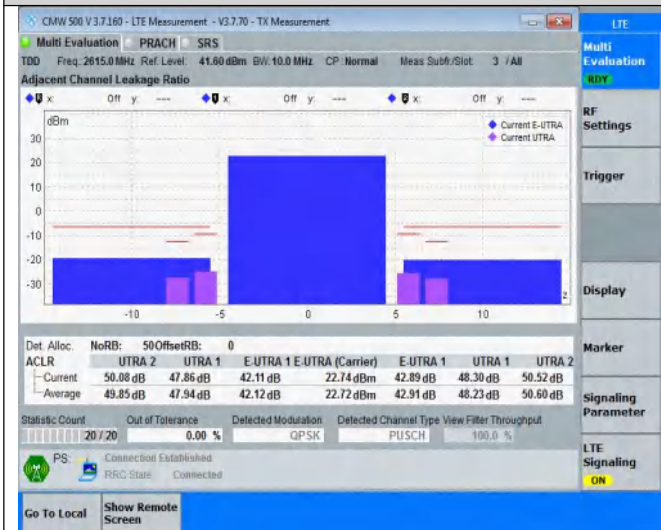 CMW 500 V 3.7.160 - LTE Measurement - V3.7.70 - TX Measurement
LTE
Multi Evaluation PRACH SRS
Multi Evaluation
RDY
TDD Freq.: 2615.0 MHz Ref. Level: 41.60 dBm BW: 10.0 MHz CP: Normal Meas Subfr./Slot: 3 / All
Adjacent Channel Leakage Ratio
x: Off y: --- x: Off y: --- x: Off y: ---
dBm
Current E-UTRA
Current UTRA
30
20
10
0
-10
-20
-30
-10 -5 0 5 10
RF Settings
Trigger
Display
Marker
Signaling Parameter
LTE Signaling
ON
Det. Alloc. NoRB: 50 OffsetRB: 0
ACLR UTRA 2 UTRA 1 E-UTRA 1 E-UTRA (Carrier) E-UTRA 1 UTRA 1 UTRA 2
Current 50.08 dB 47.86 dB 42.11 dB 22.74 dBm 42.89 dB 48.30 dB 50.52 dB
Average 49.85 dB 47.94 dB 42.12 dB 22.72 dBm 42.91 dB 48.23 dB 50.60 dB
Statistic Count Out of Tolerance Detected Modulation Detected Channel Type View Filter Throughput
20 / 20 0.00 % QPSK PUSCH 100.0 %
PS: Connection Established
RRC State Connected
Go To Local Show Remote Screen